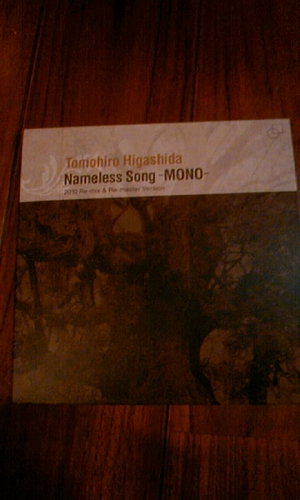 Tomohiro Higashida
Nameless Song -MONO-
2010 Re-mix & Re-master Version